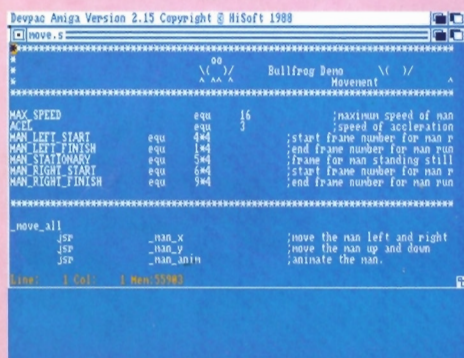 Devpac Amiga Version 2.15 Copyright © HiSoft 1988
move.s
***********************************************************************
* oo
* \( )/ Bullfrog Demo \( )/
* ^ ^^ ^ Movement ^
***********************************************************************
MAX_SPEED equ 16 ;maximun speed of man
ACEL equ 3 ;speed of accleration
MAN_LEFT_START equ 4*4 ;start frame number for man r
MAN_LEFT_FINISH equ 1*4 ;end frame number for man run
MAN_STATIONARY equ 5*4 ;frame for man standing still
MAN_RIGHT_START equ 6*4 ;start frame number for man r
MAN_RIGHT_FINISH equ 9*4 ;end frame number for man run
***********************************************************************
_move_all
jsr _man_x ;move the man left and right
jsr _man_y ;move the man up and down
jsr _man_anim ;animate the man.
Line: 1 Col: 1 Mem:55903